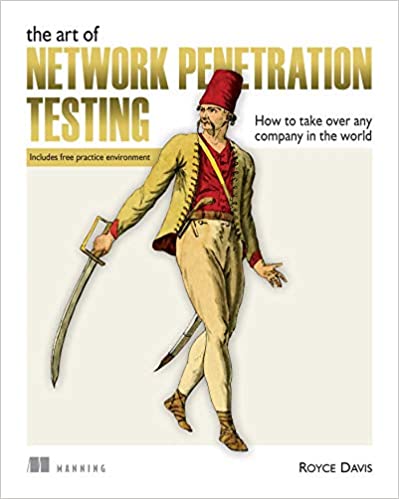 the art of
NETWORK PENETRATION
TESTING
How to take over any
company in the world
Includes free practice environment
MANNING
ROYCE DAVIS